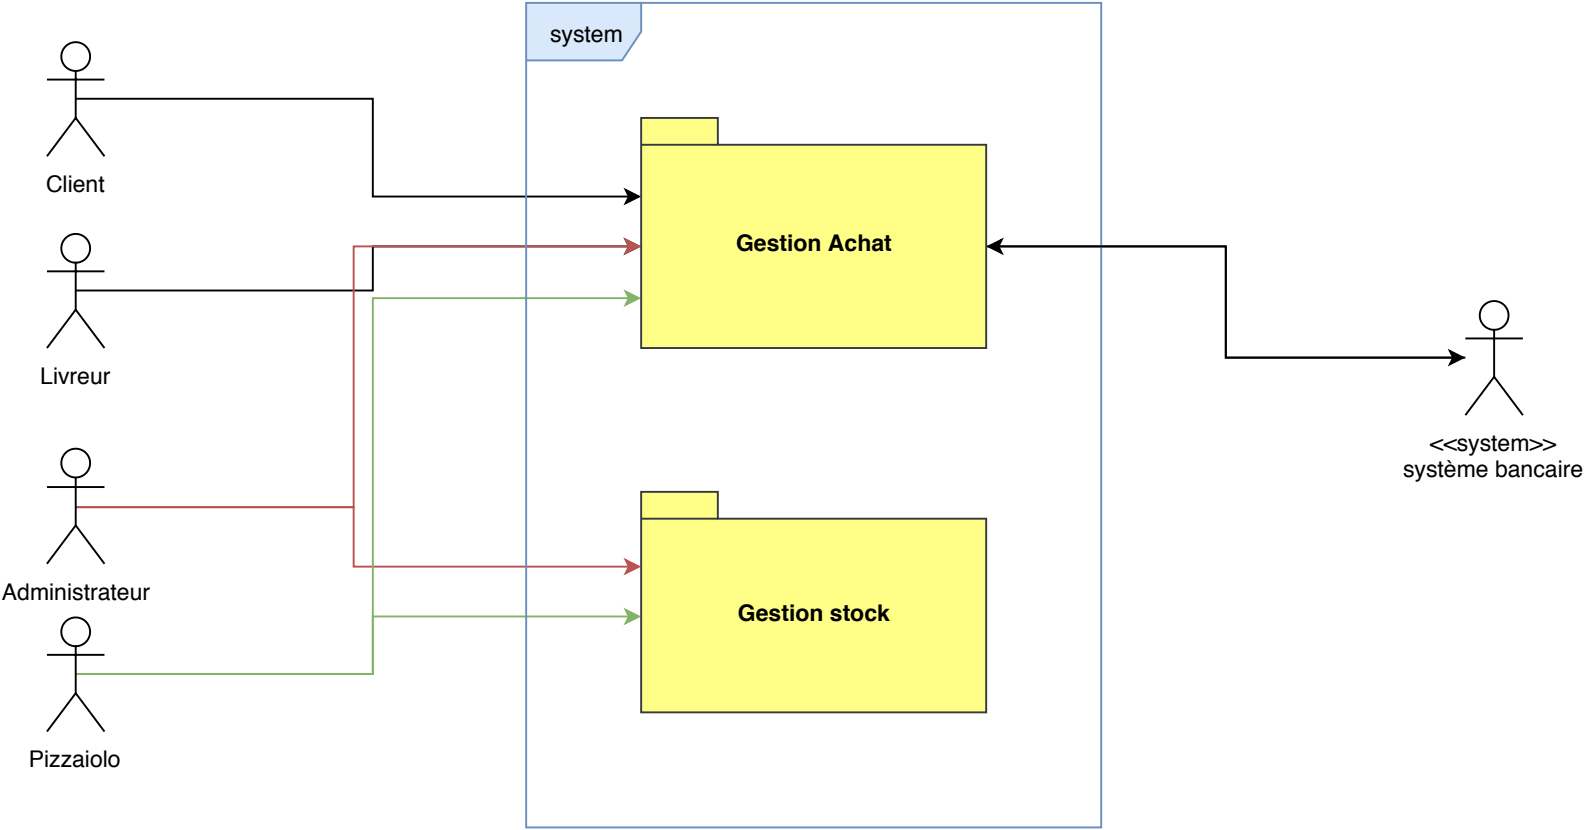 system
Client
Gestion Achat
Livreur
<<system>>
système bancaire
Administrateur
Gestion stock
Pizzaiolo